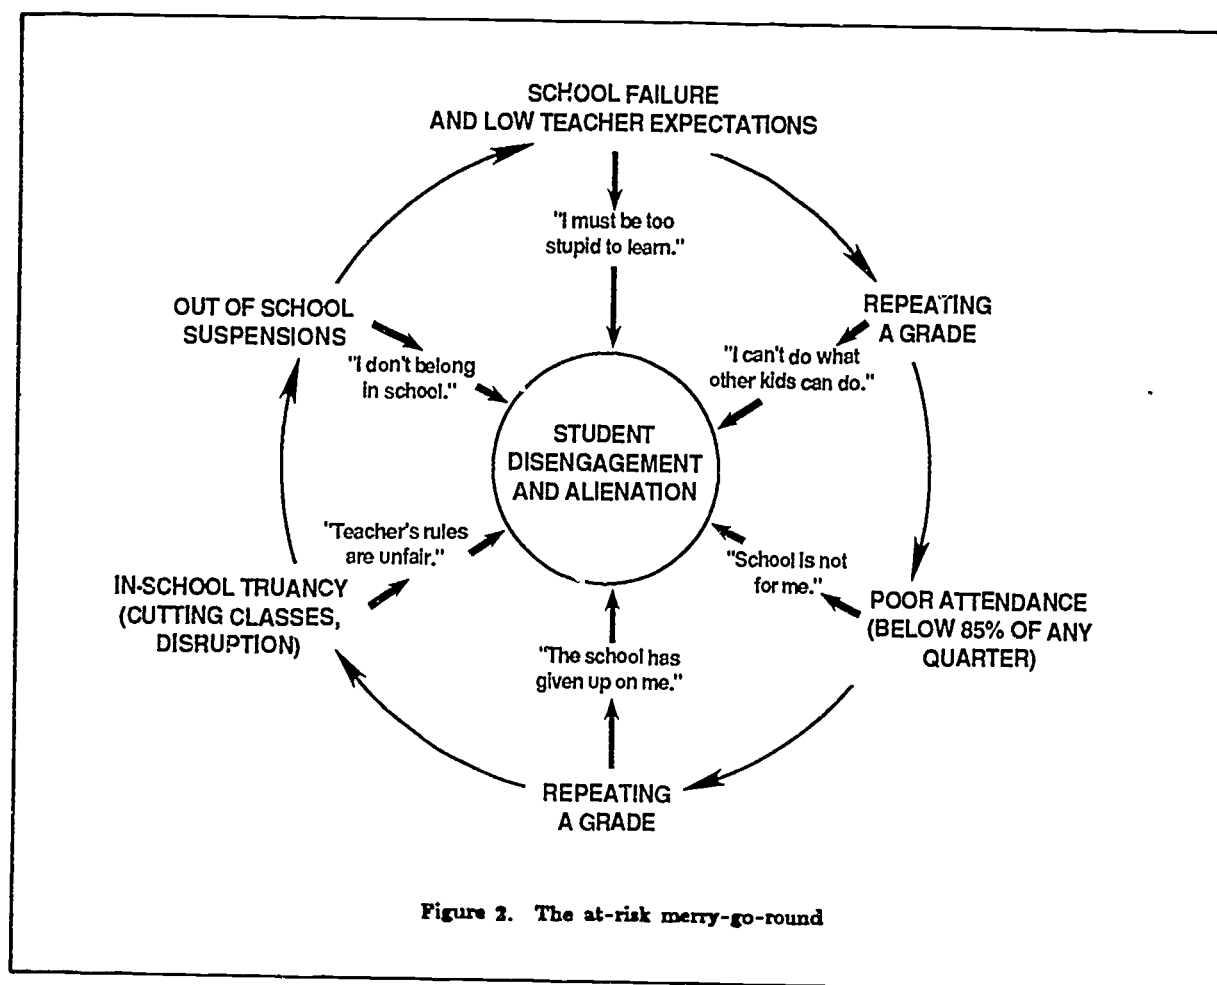 SCHOOL FAILURE
AND LOW TEACHER EXPECTATIONS
"I must be too
stupid to learn."
REPEATING
A GRADE
"I can't do what
other kids can do."
OUT OF SCHOOL
SUSPENSIONS
"I don't belong
in school."
STUDENT
DISENGAGEMENT
AND ALIENATION
"Teacher's rules
are unfair."
IN-SCHOOL TRUANCY
(CUTTING CLASSES,
DISRUPTION)
"School is not
for me."
POOR ATTENDANCE
(BELOW 85% OF ANY
QUARTER)
"The school has
given up on me."
REPEATING
A GRADE
Figure 2. The at-risk merry-go-round